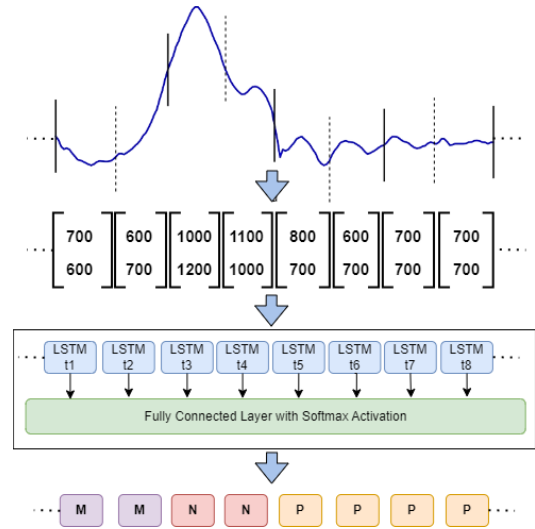 700 600 1000 1100 800 600 700 700
600 700 1200 1000 700 700 700 700
LSTM LSTM LSTM LSTM LSTM LSTM LSTM LSTM
t1 t2 t3 t4 t5 t6 t7 t8
Fully Connected Layer with Softmax Activation
M M N N P P P P